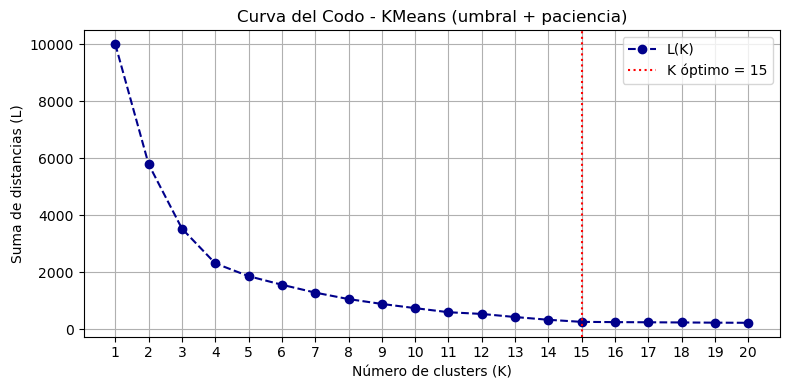 Curva del Codo - KMeans (umbral + paciencia)
L(K)
K óptimo = 15
Suma de distancias (L)
10000
8000
6000
4000
2000
0
1 2 3 4 5 6 7 8 9 10 11 12 13 14 15 16 17 18 19 20
Número de clusters (K)